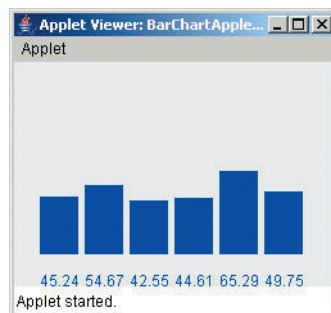 Applet Viewer: BarChartApple...
Applet
45.24 54.67 42.55 44.61 65.29 49.75
Applet started.